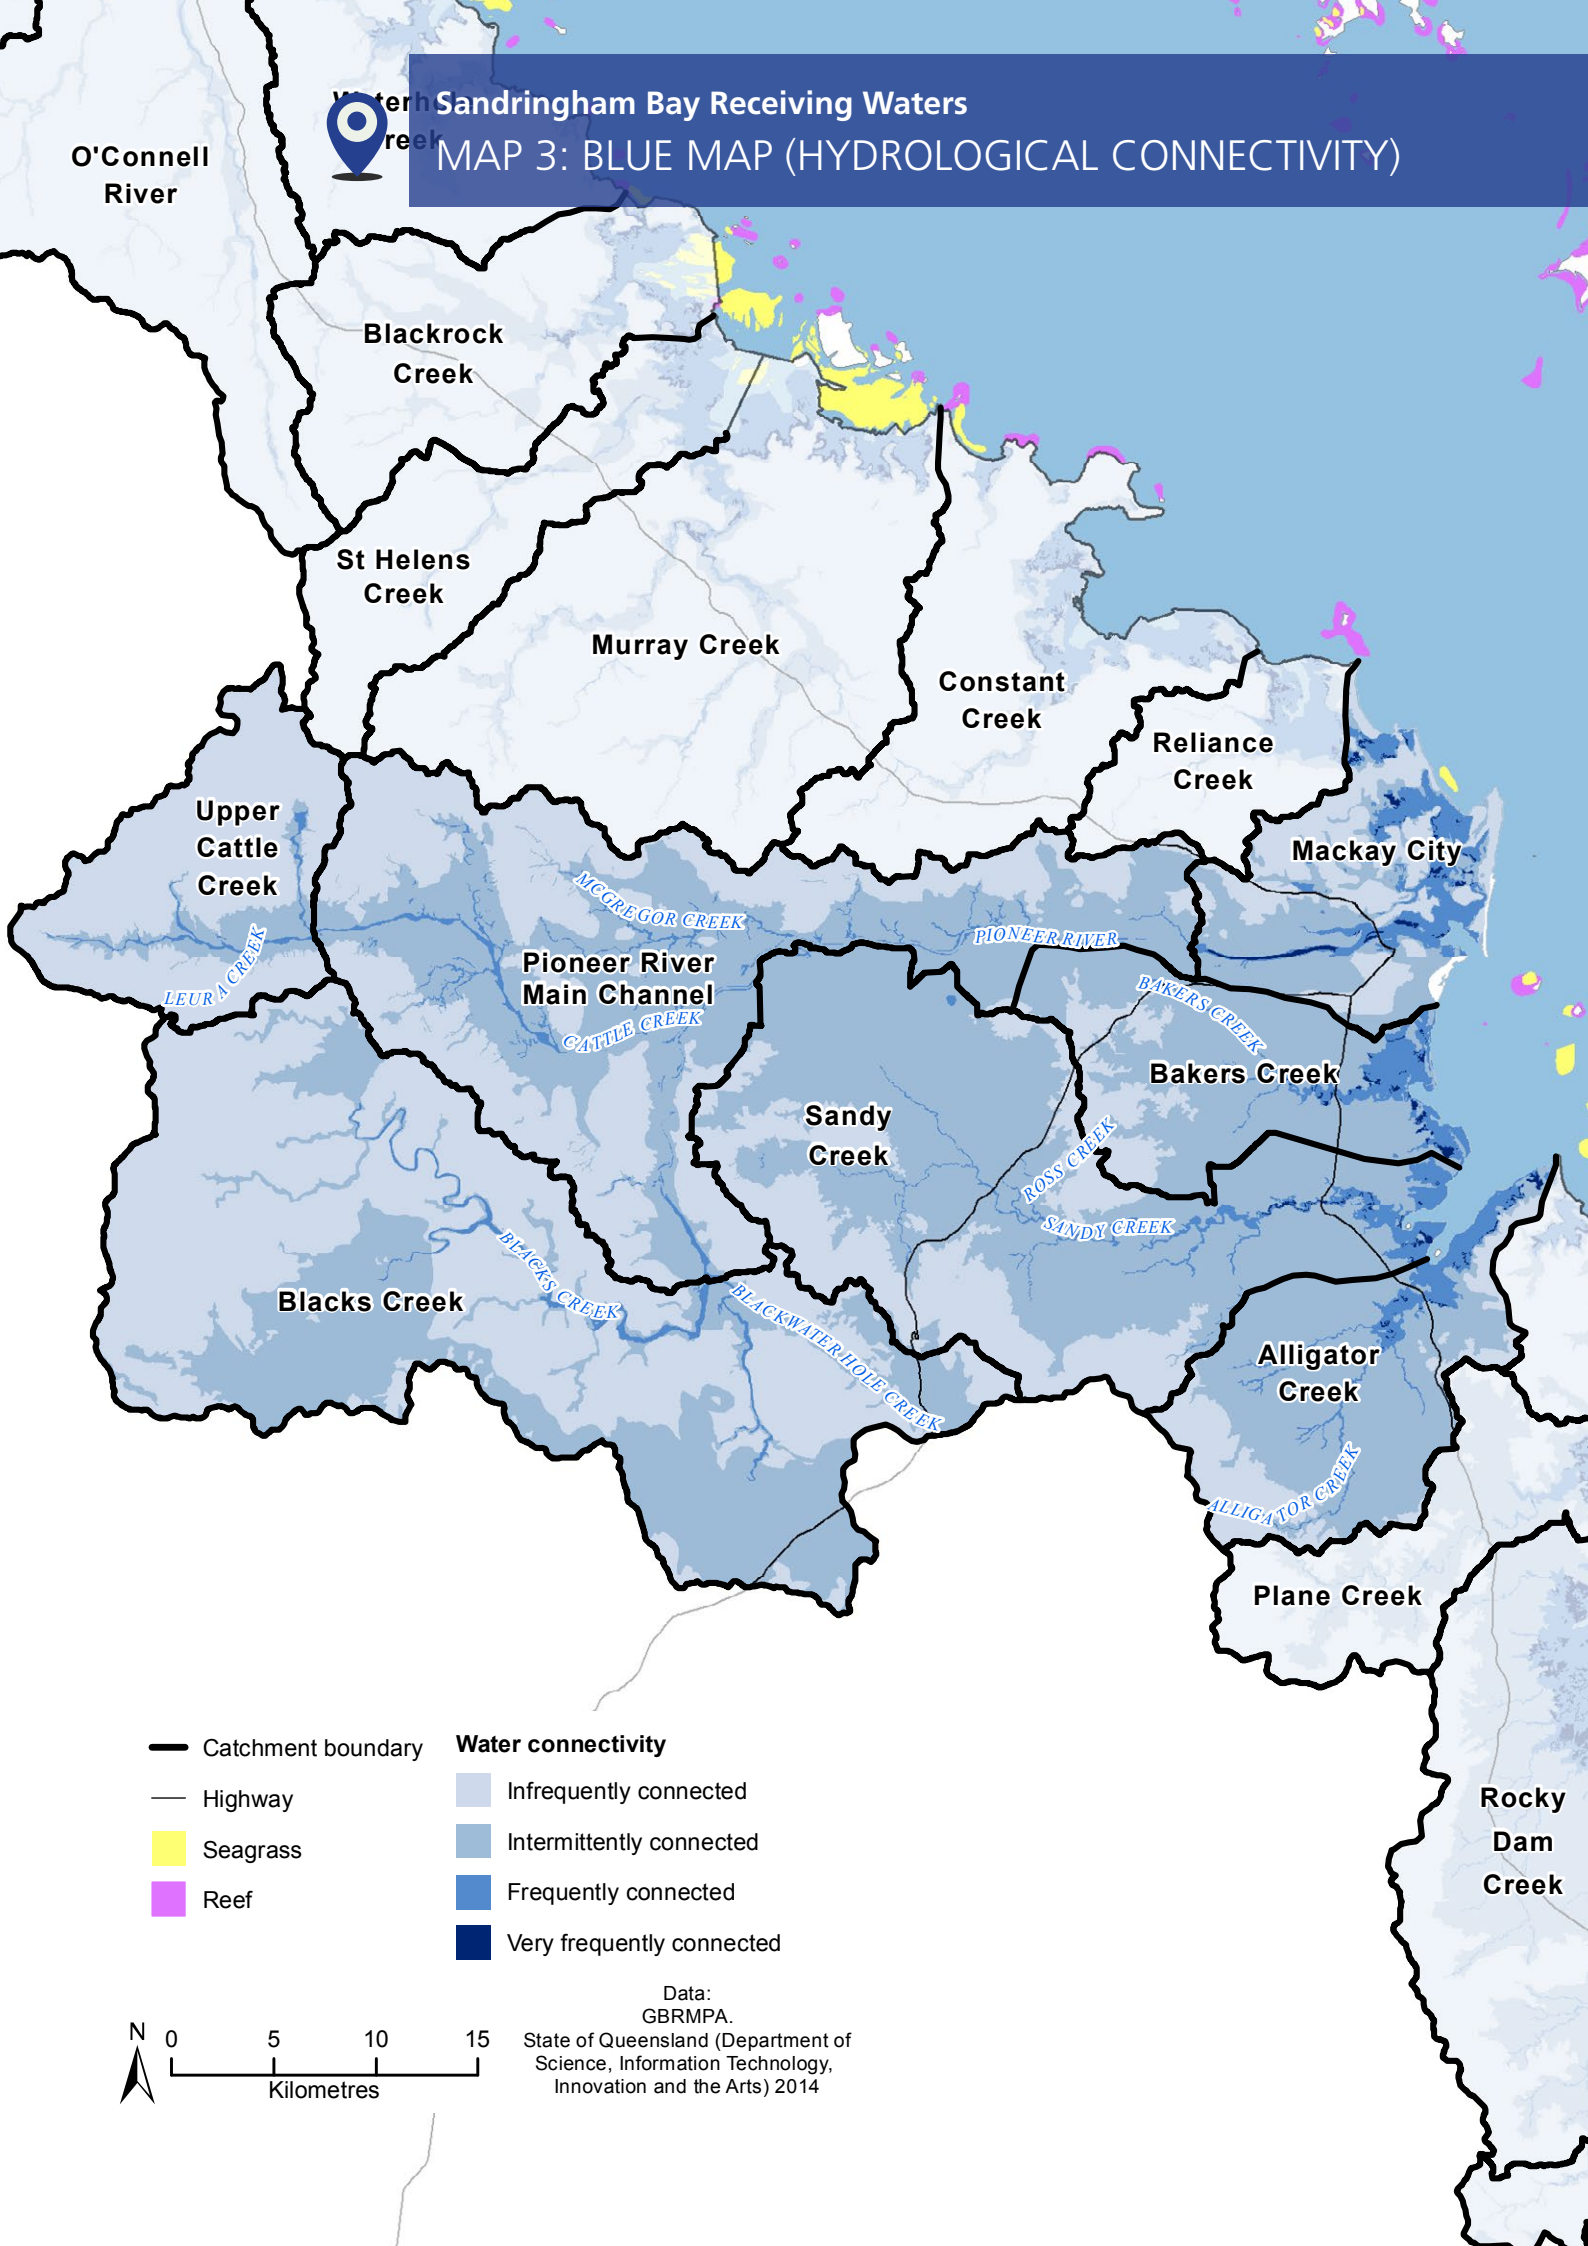 Sandringham Bay Receiving Waters
MAP 3: BLUE MAP (HYDROLOGICAL CONNECTIVITY)
O'Connell
River
Blackrock
Creek
St Helens
Creek
Murray Creek
Constant
Creek
Reliance
Creek
Upper
Cattle
Creek
Mackay City
MCGREGOR CREEK
PIONEER RIVER
LEURA CREEK
Pioneer River
Main Channel
CATTLE CREEK
BAKERS CREEK
Bakers Creek
Sandy
Creek
ROSS CREEK
SANDY CREEK
BLACKS CREEK
Blacks Creek
BLACKWATER HOLE CREEK
Alligator
Creek
ALLIGATOR CREEK
Plane Creek
Rocky
Dam
Creek
Catchment boundary
Highway
Seagrass
Reef
Water connectivity
Infrequently connected
Intermittently connected
Frequently connected
Very frequently connected
Data:
GBRMPA.
State of Queensland (Department of
Science, Information Technology,
Innovation and the Arts) 2014
N
0 5 10 15
Kilometres